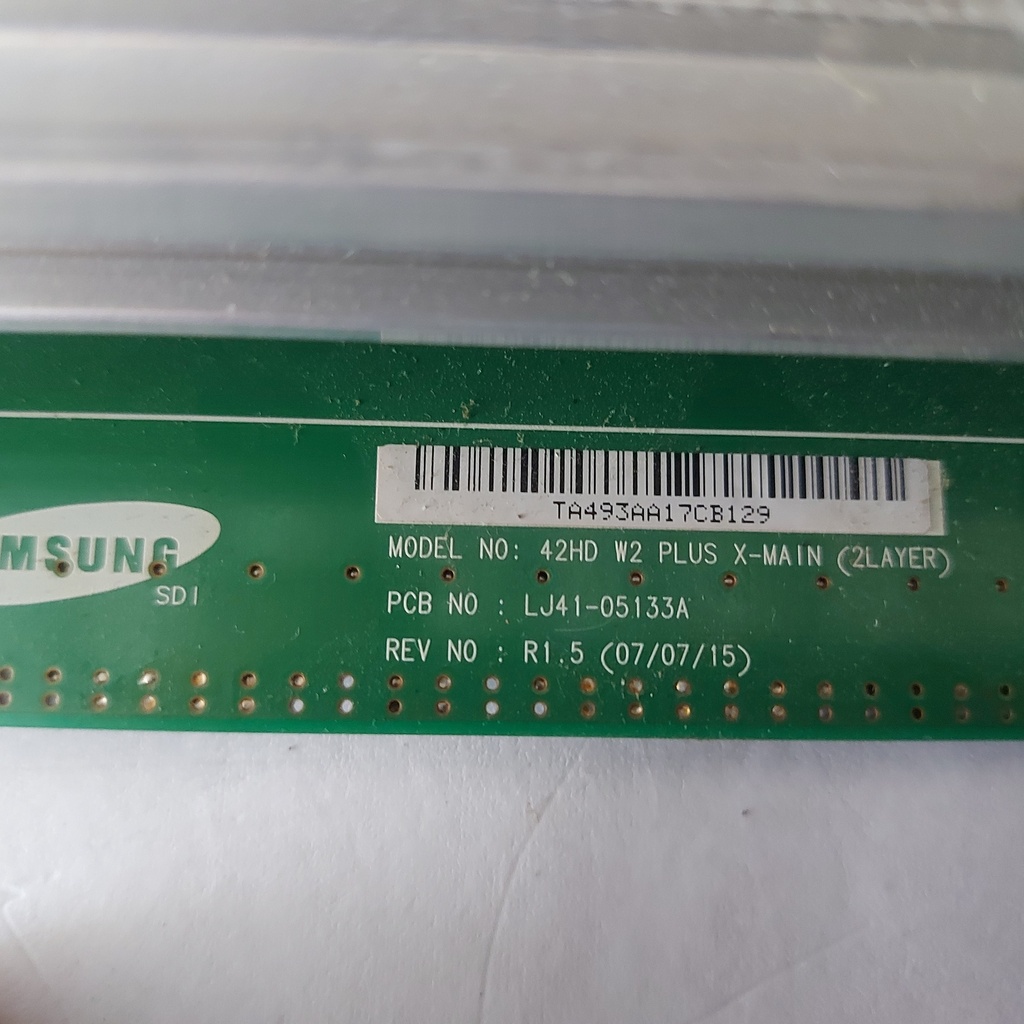 TA493AA17CB129
MSUNG
SDI
MODEL NO: 42HD W2 PLUS X-MAIN (2LAYER)
PCB NO : LJ41-05133A
REV NO : R1.5 (07/07/15)